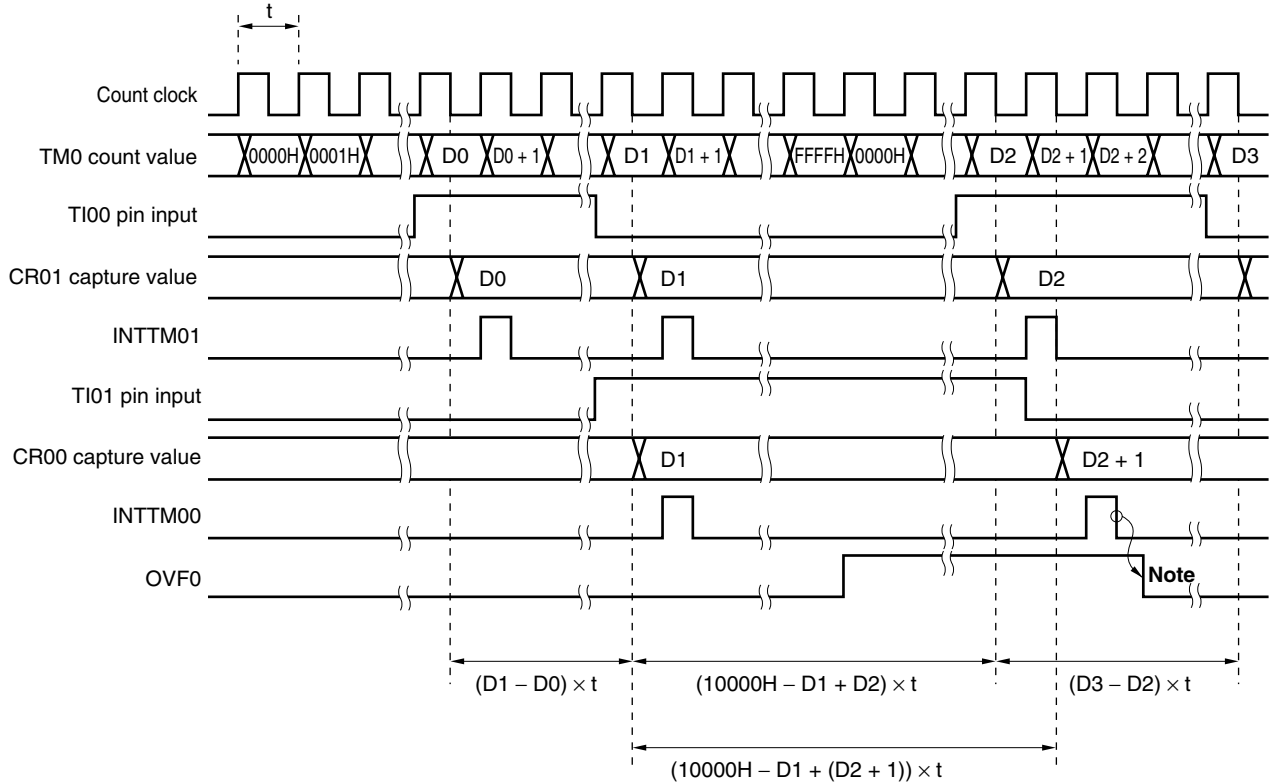 t
Count clock
TM0 count value
0000H 0001H D0 D0 + 1 D1 D1 + 1 FFFFH 0000H D2 D2 + 1 D2 + 2 D3
TI00 pin input
CR01 capture value
D0 D1 D2
INTTM01
TI01 pin input
CR00 capture value
D1 D2 + 1
INTTM00
OVF0
Note
(D1 – D0) × t (10000H – D1 + D2) × t (D3 – D2) × t
(10000H – D1 + (D2 + 1)) × t